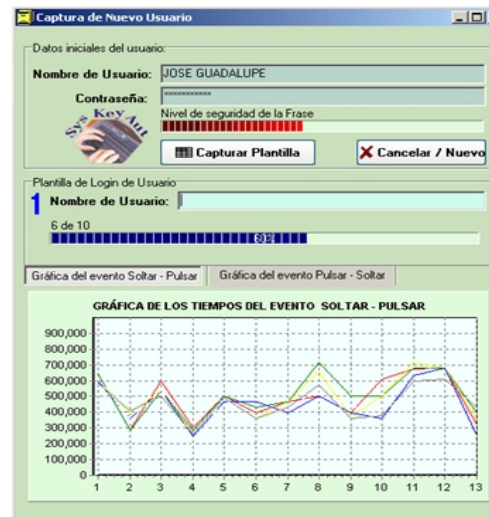 Captura de Nuevo Usuario
Datos iniciales del usuario:
Nombre de Usuario: JOSE GUADALUPE
Contraseña: ***********
Sys Key Aut
Nivel de seguridad de la Frase
Capturar Plantilla
Cancelar / Nuevo
Plantilla de Login de Usuario
1 Nombre de Usuario:
6 de 10
60%
Gráfica del evento Soltar - Pulsar
Gráfica del evento Pulsar - Soltar
GRÁFICA DE LOS TIEMPOS DEL EVENTO SOLTAR - PULSAR
900,000
800,000
700,000
600,000
500,000
400,000
300,000
200,000
100,000
0
1 2 3 4 5 6 7 8 9 10 11 12 13